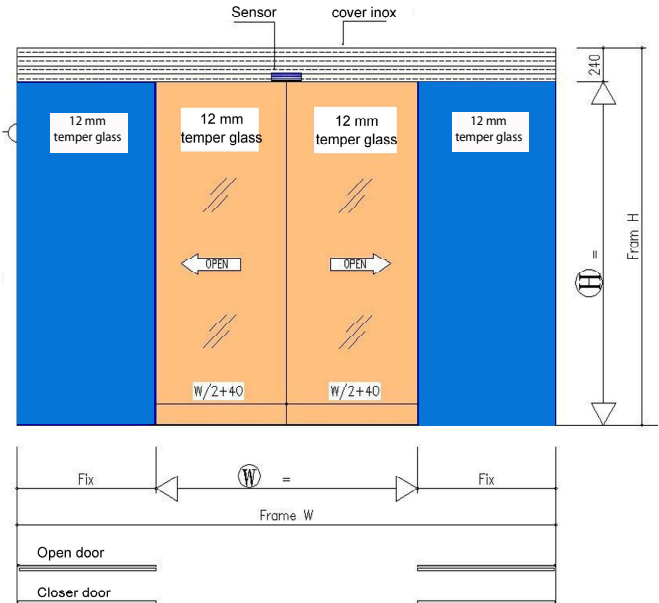 Sensor
cover inox
240
12 mm
temper glass
12 mm
temper glass
12 mm
temper glass
12 mm
temper glass
Fram H
H =
OPEN
OPEN
W/2+40
W/2+40
Fix
W =
Fix
Frame W
Open door
Closer door